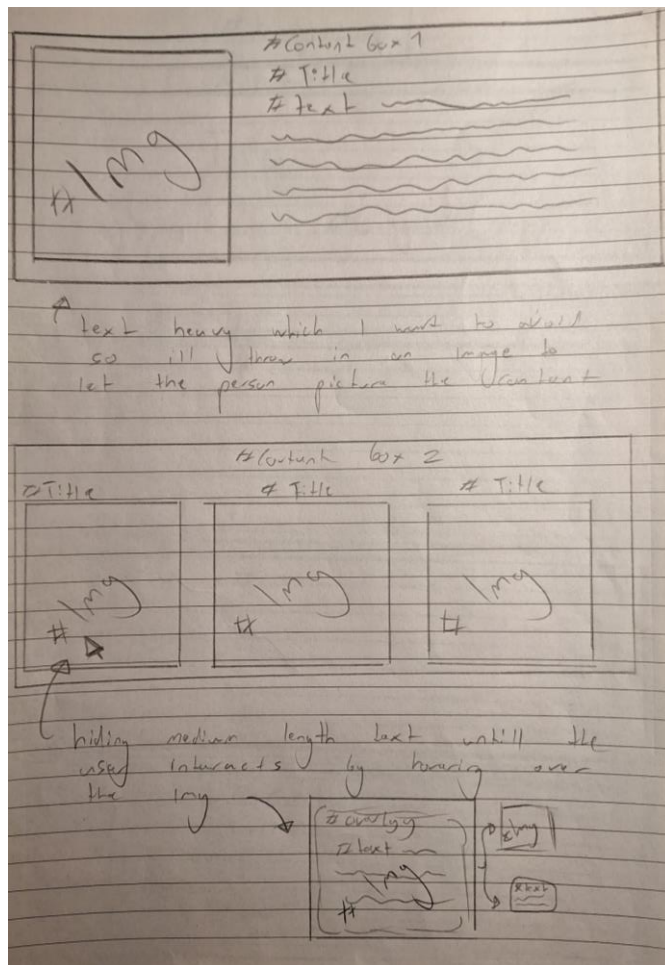 # Content box 1
# Title
# text
# Img
text heavy which I want to avoid
so ill throw in an image to
let the person picture the content
# Content box 2
# Title # Title # Title
# Img # Img # Img
hiding medium length text untill the
user interacts by hovering over
the Img
# overlay
# text
# Img
# Img
# text